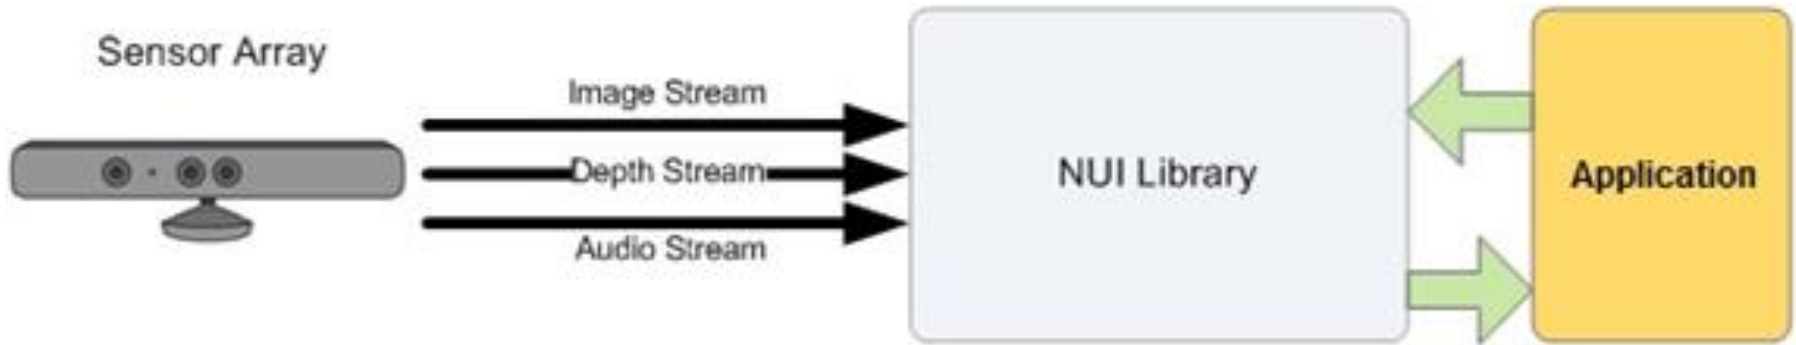 Sensor Array
Image Stream
Depth Stream
Audio Stream
NUI Library
Application